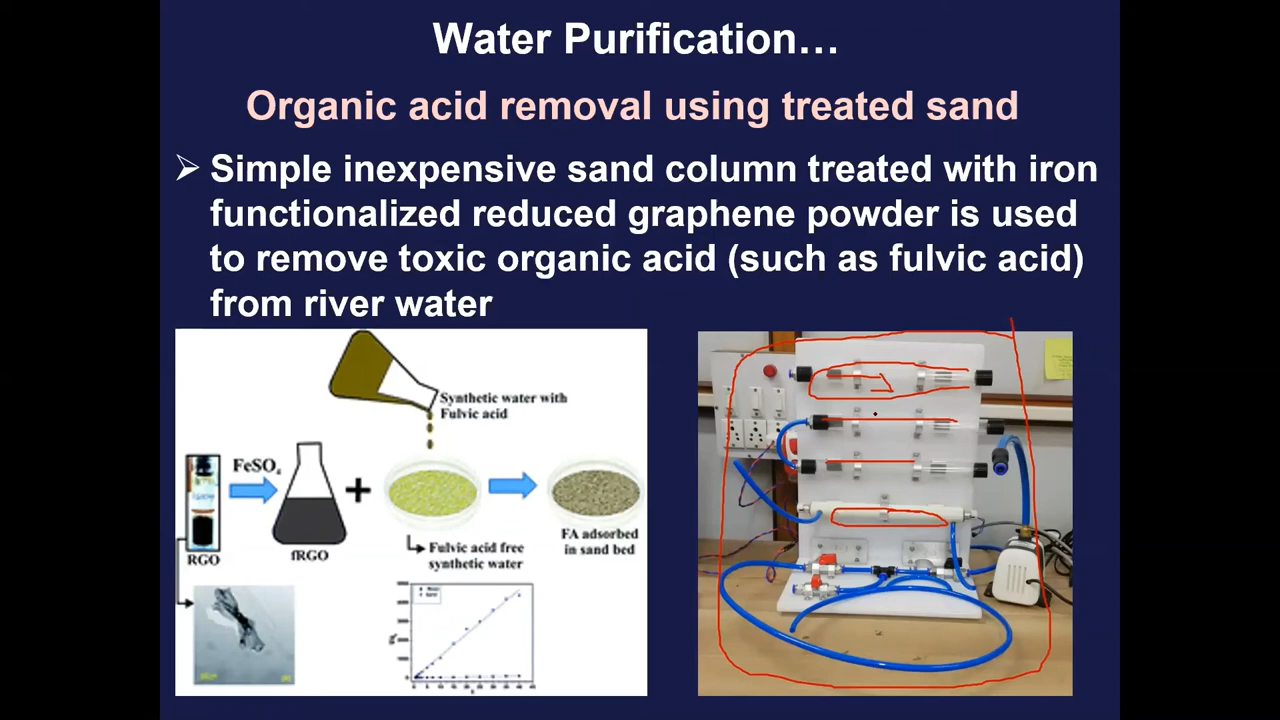 Water Purification…
Organic acid removal using treated sand
➢ Simple inexpensive sand column treated with iron
functionalized reduced graphene powder is used
to remove toxic organic acid (such as fulvic acid)
from river water
Synthetic water with
Fulvic acid
FeSO₄
+
RGO
fRGO
Fulvic acid free
synthetic water
FA adsorbed
in sand bed